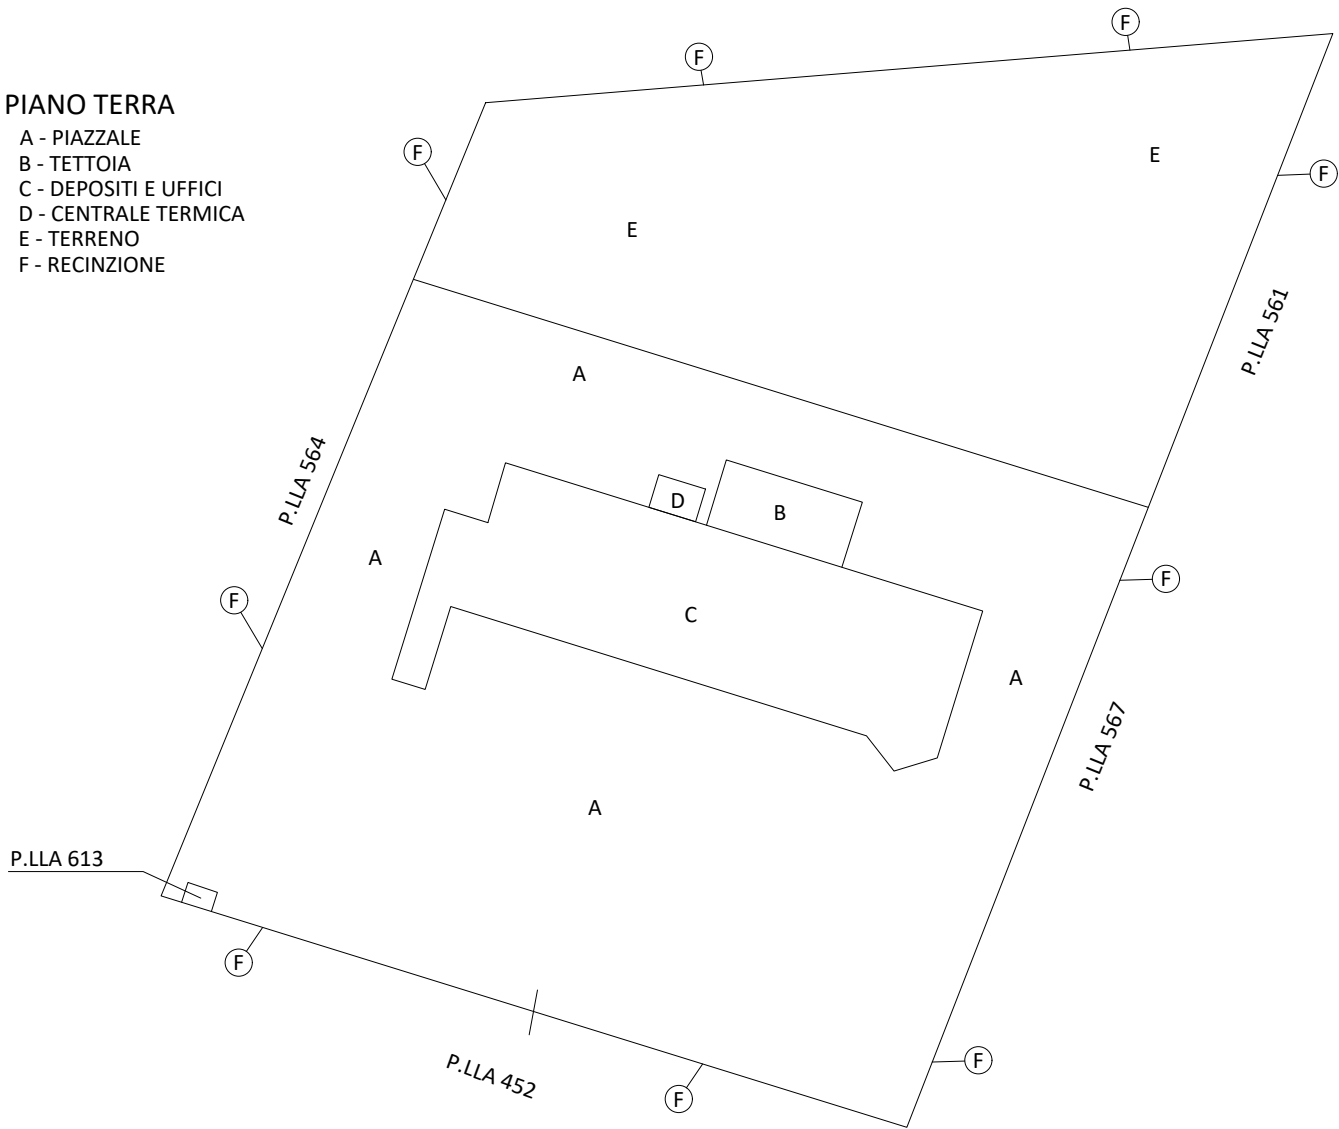 F
F
PIANO TERRA
A - PIAZZALE
B - TETTOIA
C - DEPOSITI E UFFICI
D - CENTRALE TERMICA
E - TERRENO
F - RECINZIONE
F
E
F
E
P.LLA 561
A
P.LLA 564
D
B
A
F
F
C
A
P.LLA 567
A
P.LLA 613
F
F
P.LLA 452
F